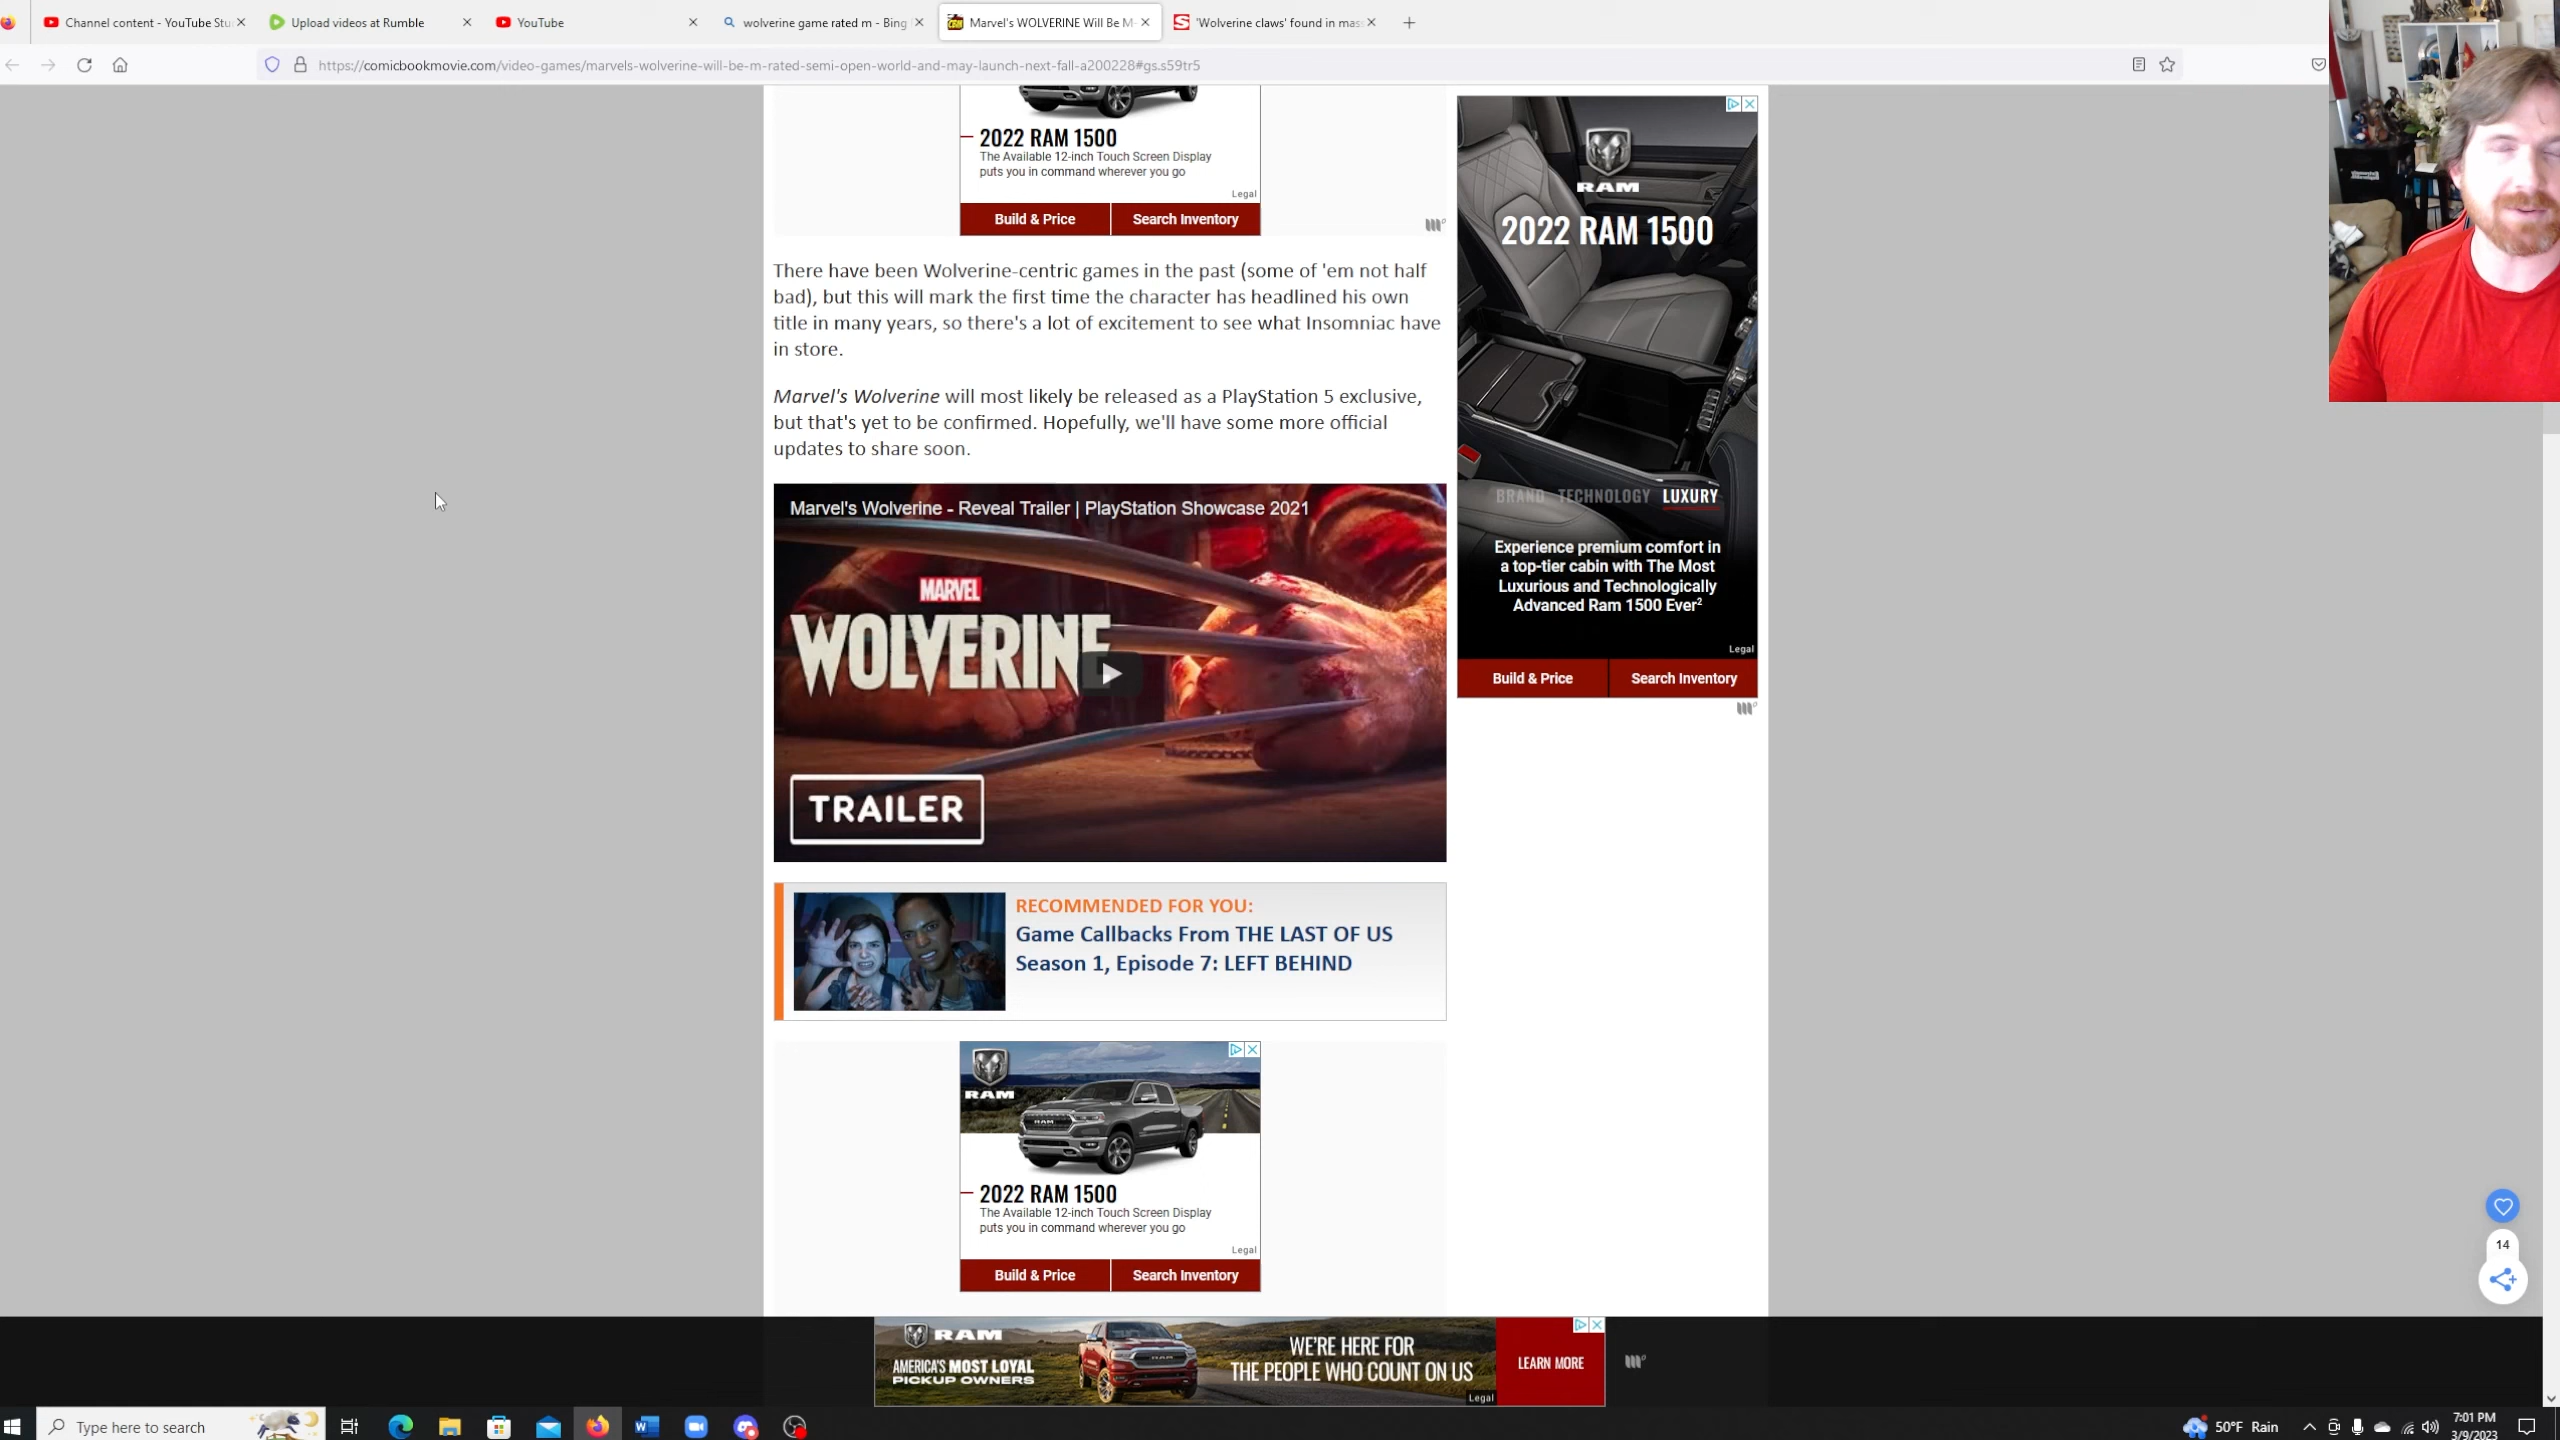 Channel content - YouTube Stu
Upload videos at Rumble
YouTube
wolverine game rated m - Bing
Marvel's WOLVERINE Will Be M-
'Wolverine claws' found in mas
https://comicbookmovie.com/video-games/marvels-wolverine-will-be-m-rated-semi-open-world-and-may-launch-next-fall-a200228#gs.s59tr5
2022 RAM 1500
The Available 12-inch Touch Screen Display
puts you in command wherever you go
Legal
Build & Price
Search Inventory
There have been Wolverine-centric games in the past (some of 'em not half
bad), but this will mark the first time the character has headlined his own
title in many years, so there's a lot of excitement to see what Insomniac have
in store.
Marvel's Wolverine will most likely be released as a PlayStation 5 exclusive,
but that's yet to be confirmed. Hopefully, we'll have some more official
updates to share soon.
Marvel's Wolverine - Reveal Trailer | PlayStation Showcase 2021
MARVEL
WOLVERINE
TRAILER
RECOMMENDED FOR YOU:
Game Callbacks From THE LAST OF US
Season 1, Episode 7: LEFT BEHIND
RAM
2022 RAM 1500
The Available 12-inch Touch Screen Display
puts you in command wherever you go
Legal
Build & Price
Search Inventory
RAM
2022 RAM 1500
BRAND TECHNOLOGY LUXURY
Experience premium comfort in
a top-tier cabin with The Most
Luxurious and Technologically
Advanced Ram 1500 Ever2
Legal
Build & Price
Search Inventory
14
RAM
AMERICA'S MOST LOYAL
PICKUP OWNERS
WE'RE HERE FOR
THE PEOPLE WHO COUNT ON US
Legal
LEARN MORE
Type here to search
50°F Rain
7:01 PM
3/9/2023